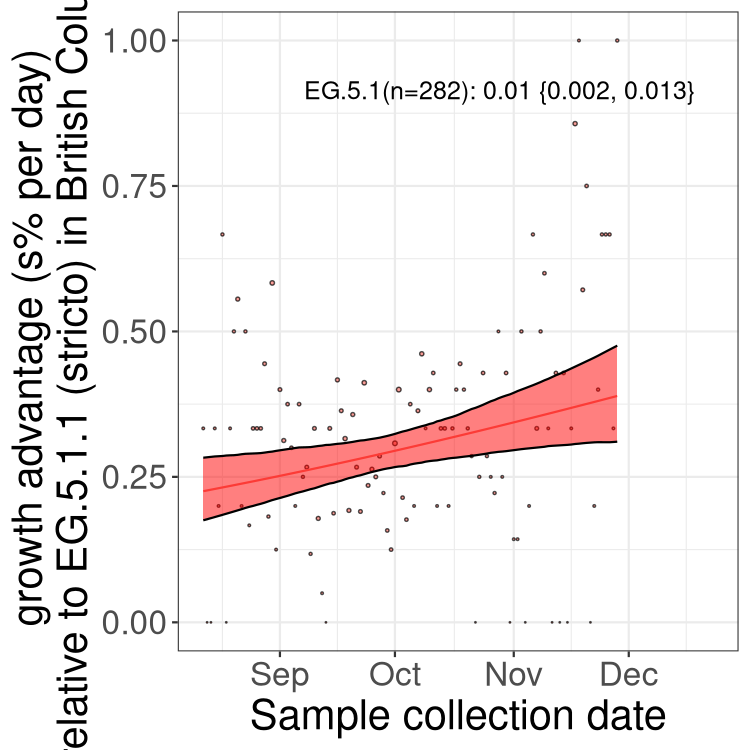 growth advantage (s% per day)
relative to EG.5.1.1 (stricto) in British
1.00
0.75
0.50
0.25
0.00
EG.5.1(n=282): 0.01 {0.002, 0.013}
Sep Oct Nov Dec
Sample collection date